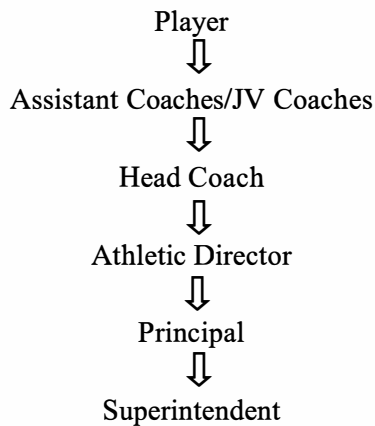 Player
Assistant Coaches/JV Coaches
Head Coach
Athletic Director
Principal
Superintendent